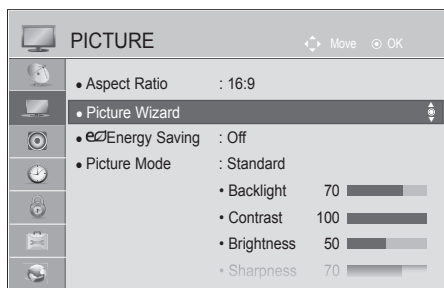 PICTURE Move OK
• Aspect Ratio : 16:9
• Picture Wizard
• eco Energy Saving : Off
• Picture Mode : Standard
• Backlight 70
• Contrast 100
• Brightness 50
• Sharpness 70